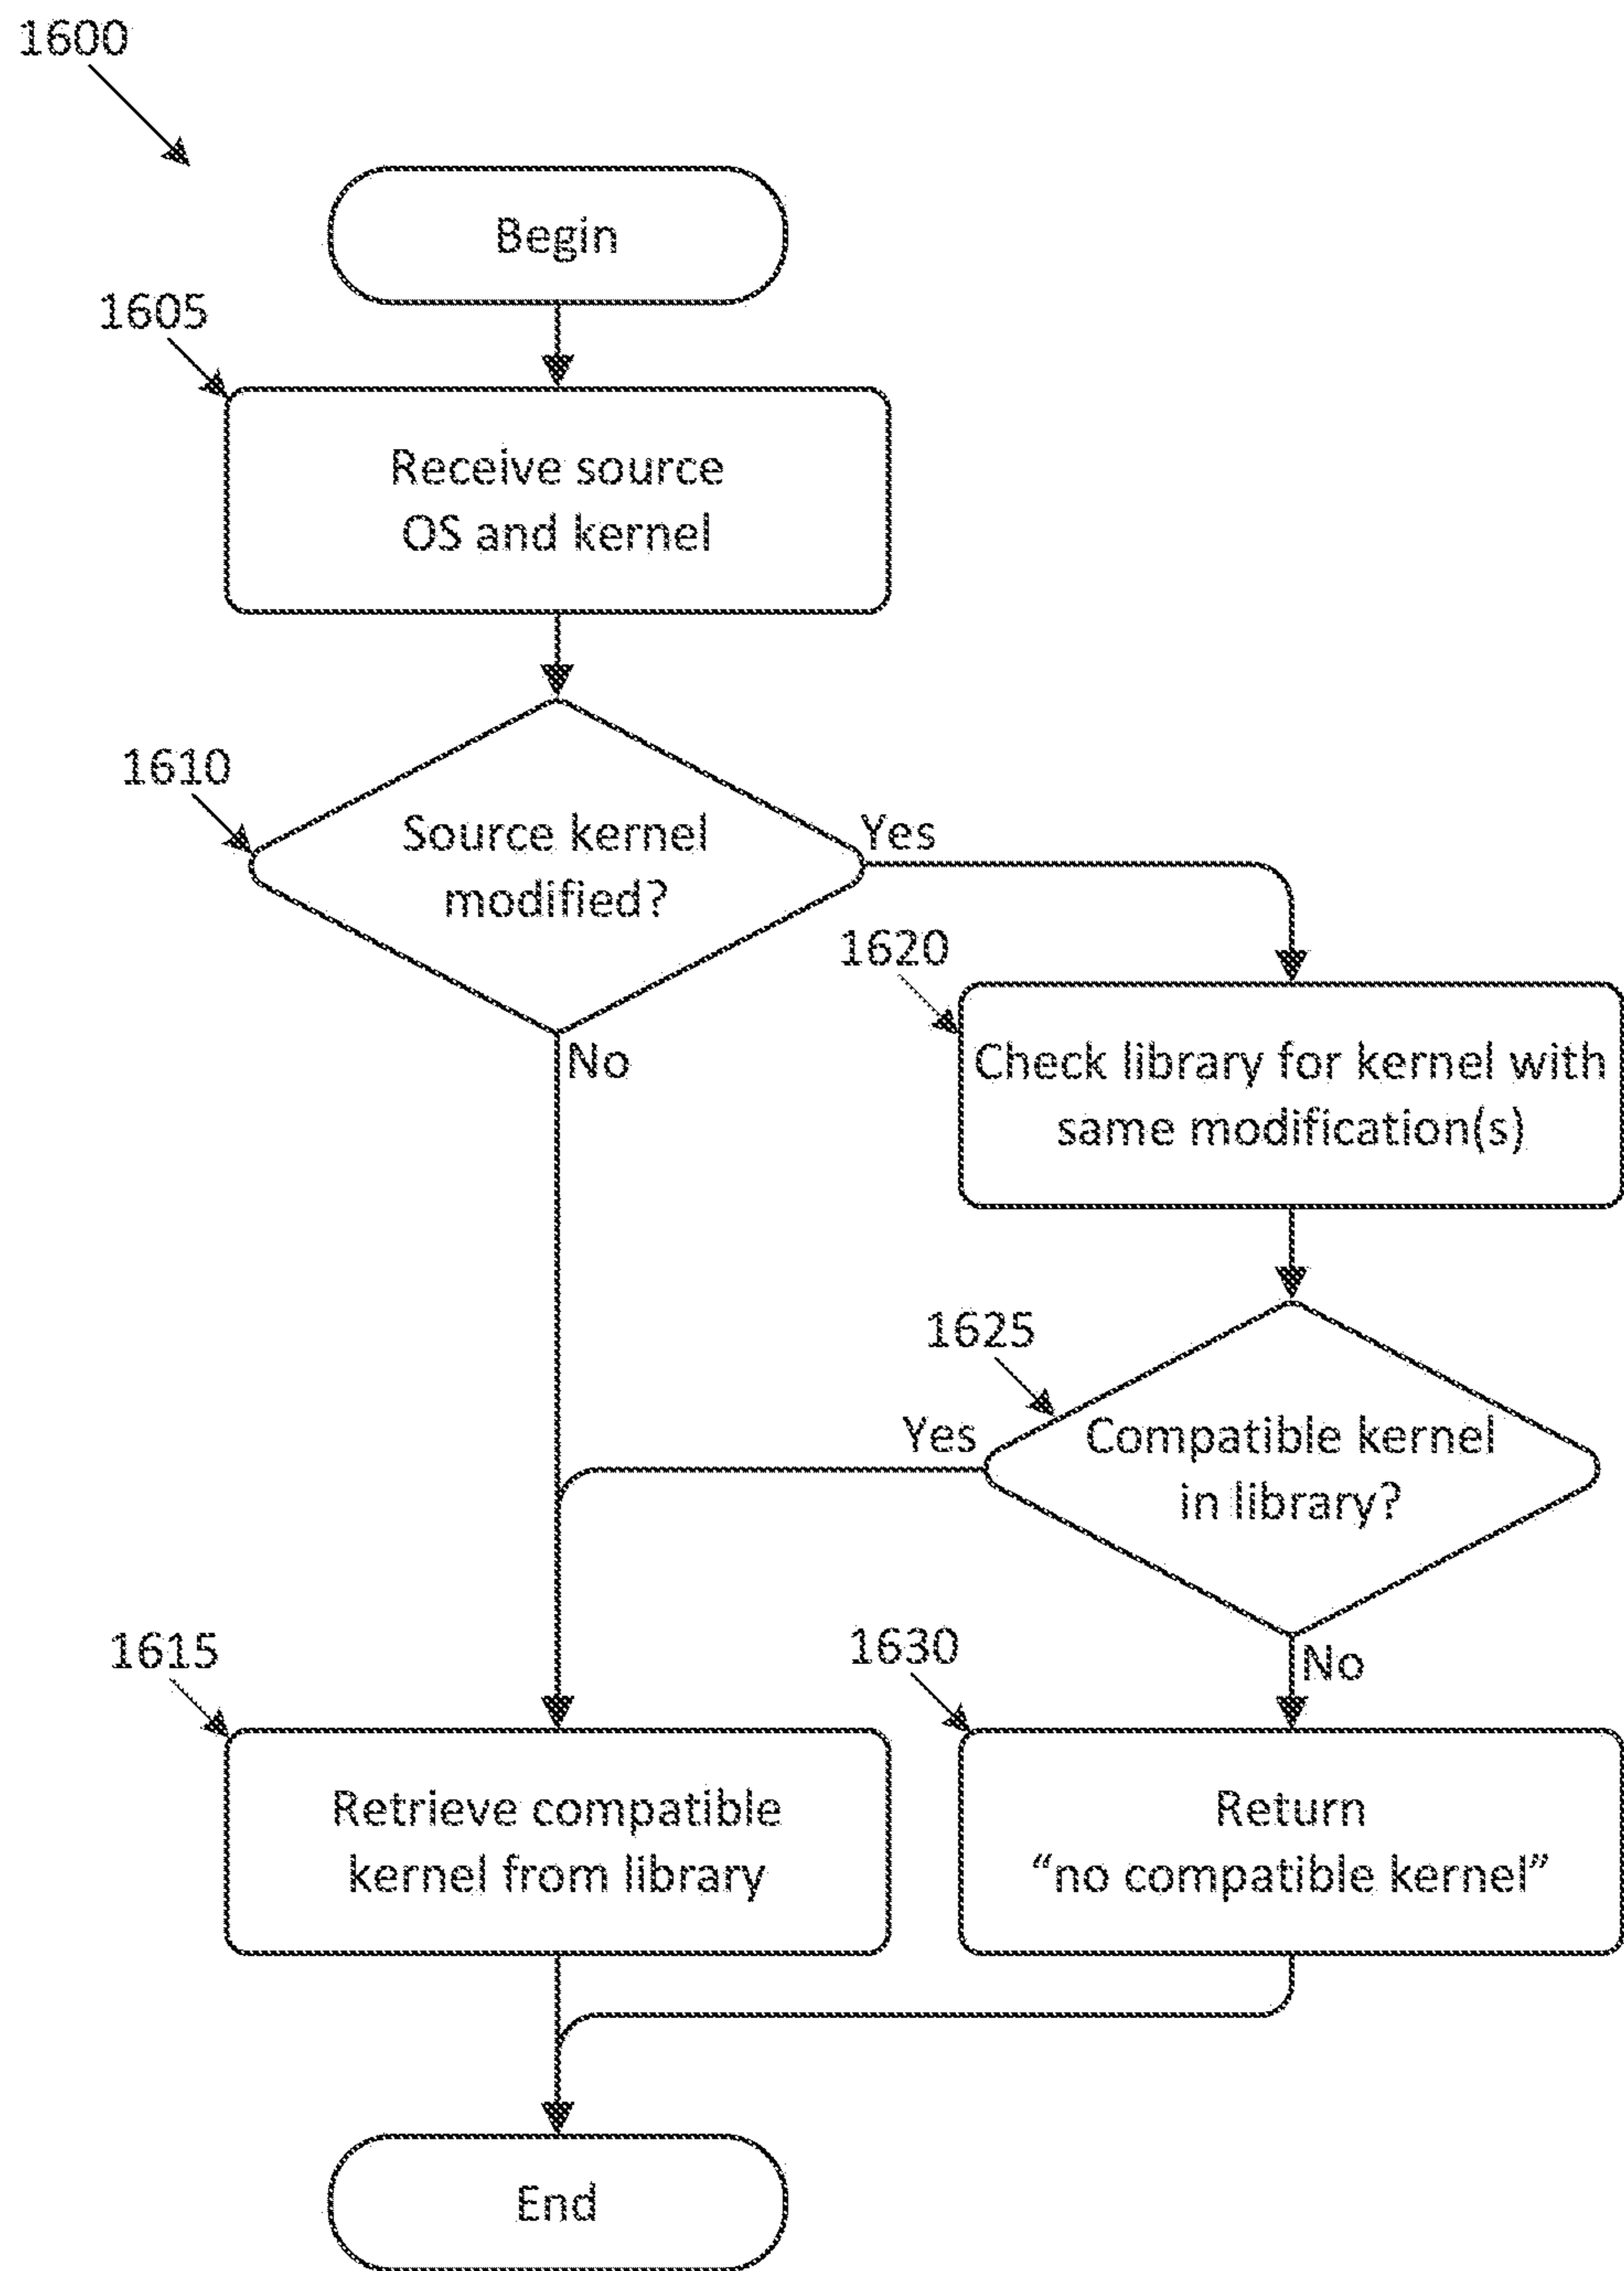 1600
Begin
1605
Receive source
OS and kernel
1610
Source kernel
modified?
Yes
No
1620
Check library for kernel with
same modification(s)
1625
Yes
Compatible kernel
in library?
No
1615
Retrieve compatible
kernel from library
1630
Return
“no compatible kernel”
End